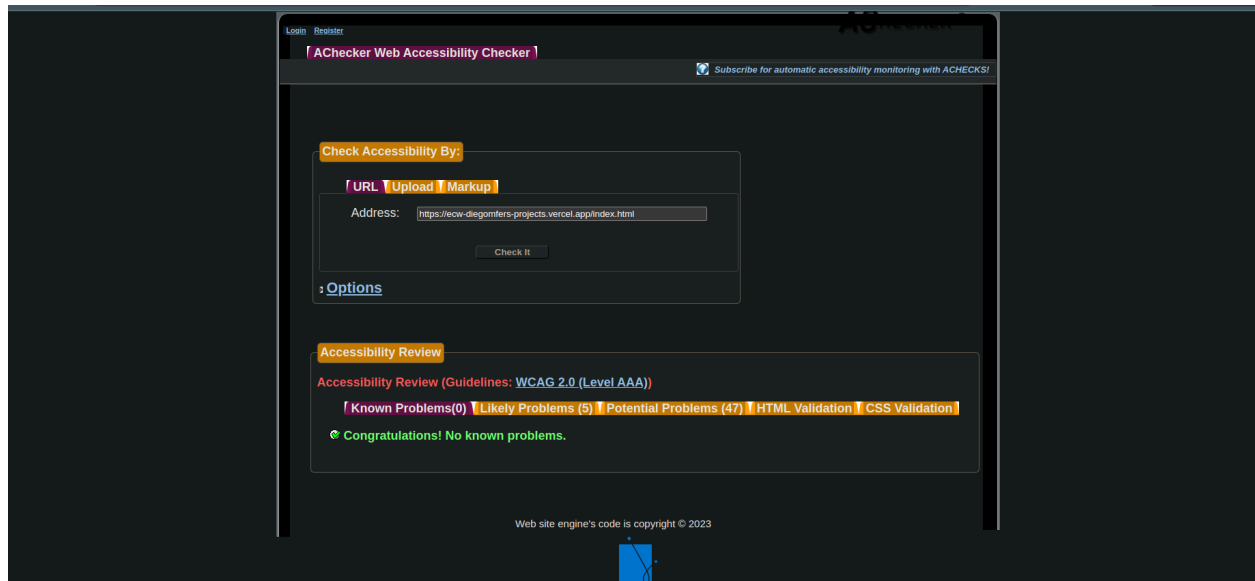 Login Register
AChecker Web Accessibility Checker
Subscribe for automatic accessibility monitoring with ACHECKS!
Check Accessibility By:
URL Upload Markup
Address: https://ecw-diegomfers-projects.vercel.app/index.html
Check It
Options
Accessibility Review
Accessibility Review (Guidelines: WCAG 2.0 (Level AAA))
Known Problems(0) Likely Problems (5) Potential Problems (47) HTML Validation CSS Validation
Congratulations! No known problems.
Web site engine's code is copyright © 2023